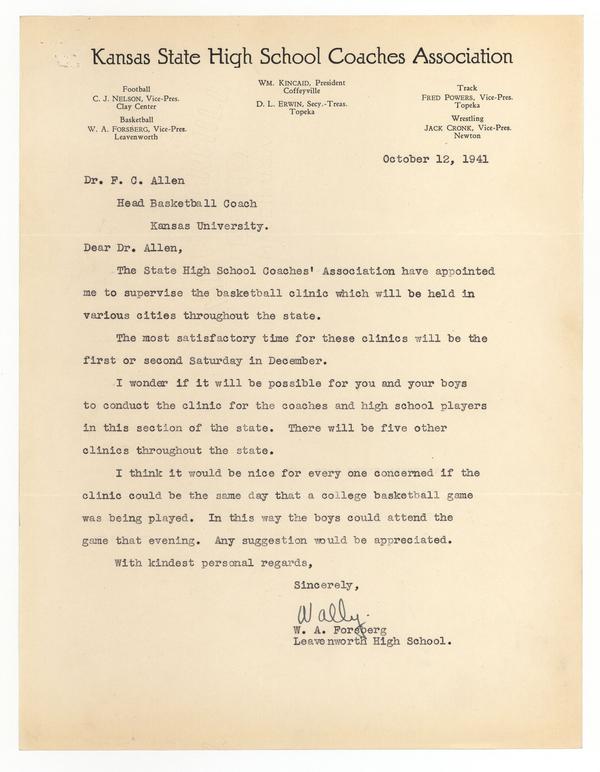 Kansas State High School Coaches Association
Football
C. J. Nelson, Vice-Pres.
Clay Center
Basketball
W. A. Forsberg, Vice-Pres.
Leavenworth
Wm. Kincaid, President
Coffeyville
D. L. Erwin, Secy.-Treas.
Topeka
Track
Fred Powers, Vice-Pres.
Topeka
Wrestling
Jack Cronk, Vice-Pres.
Newton
October 12, 1941
Dr. F. C. Allen
Head Basketball Coach
Kansas University.
Dear Dr. Allen,
The State High School Coaches' Association have appointed
me to supervise the basketball clinic which will be held in
various cities throughout the state.
The most satisfactory time for these clinics will be the
first or second Saturday in December.
I wonder if it will be possible for you and your boys
to conduct the clinic for the coaches and high school players
in this section of the state. There will be five other
clinics throughout the state.
I think it would be nice for every one concerned if the
clinic could be the same day that a college basketball game
was being played. In this way the boys could attend the
game that evening. Any suggestion would be appreciated.
With kindest personal regards,
Sincerely,
Wally.
W. A. Forsberg
Leavenworth High School.